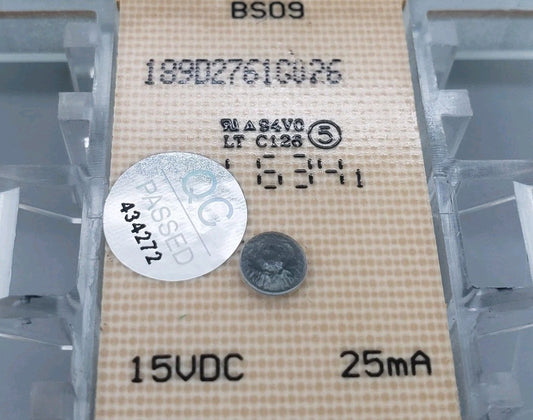 BS09
189D2761G026
△ 94V0
LT C126 5
1634
QC
PASSED
434272
15VDC 25mA